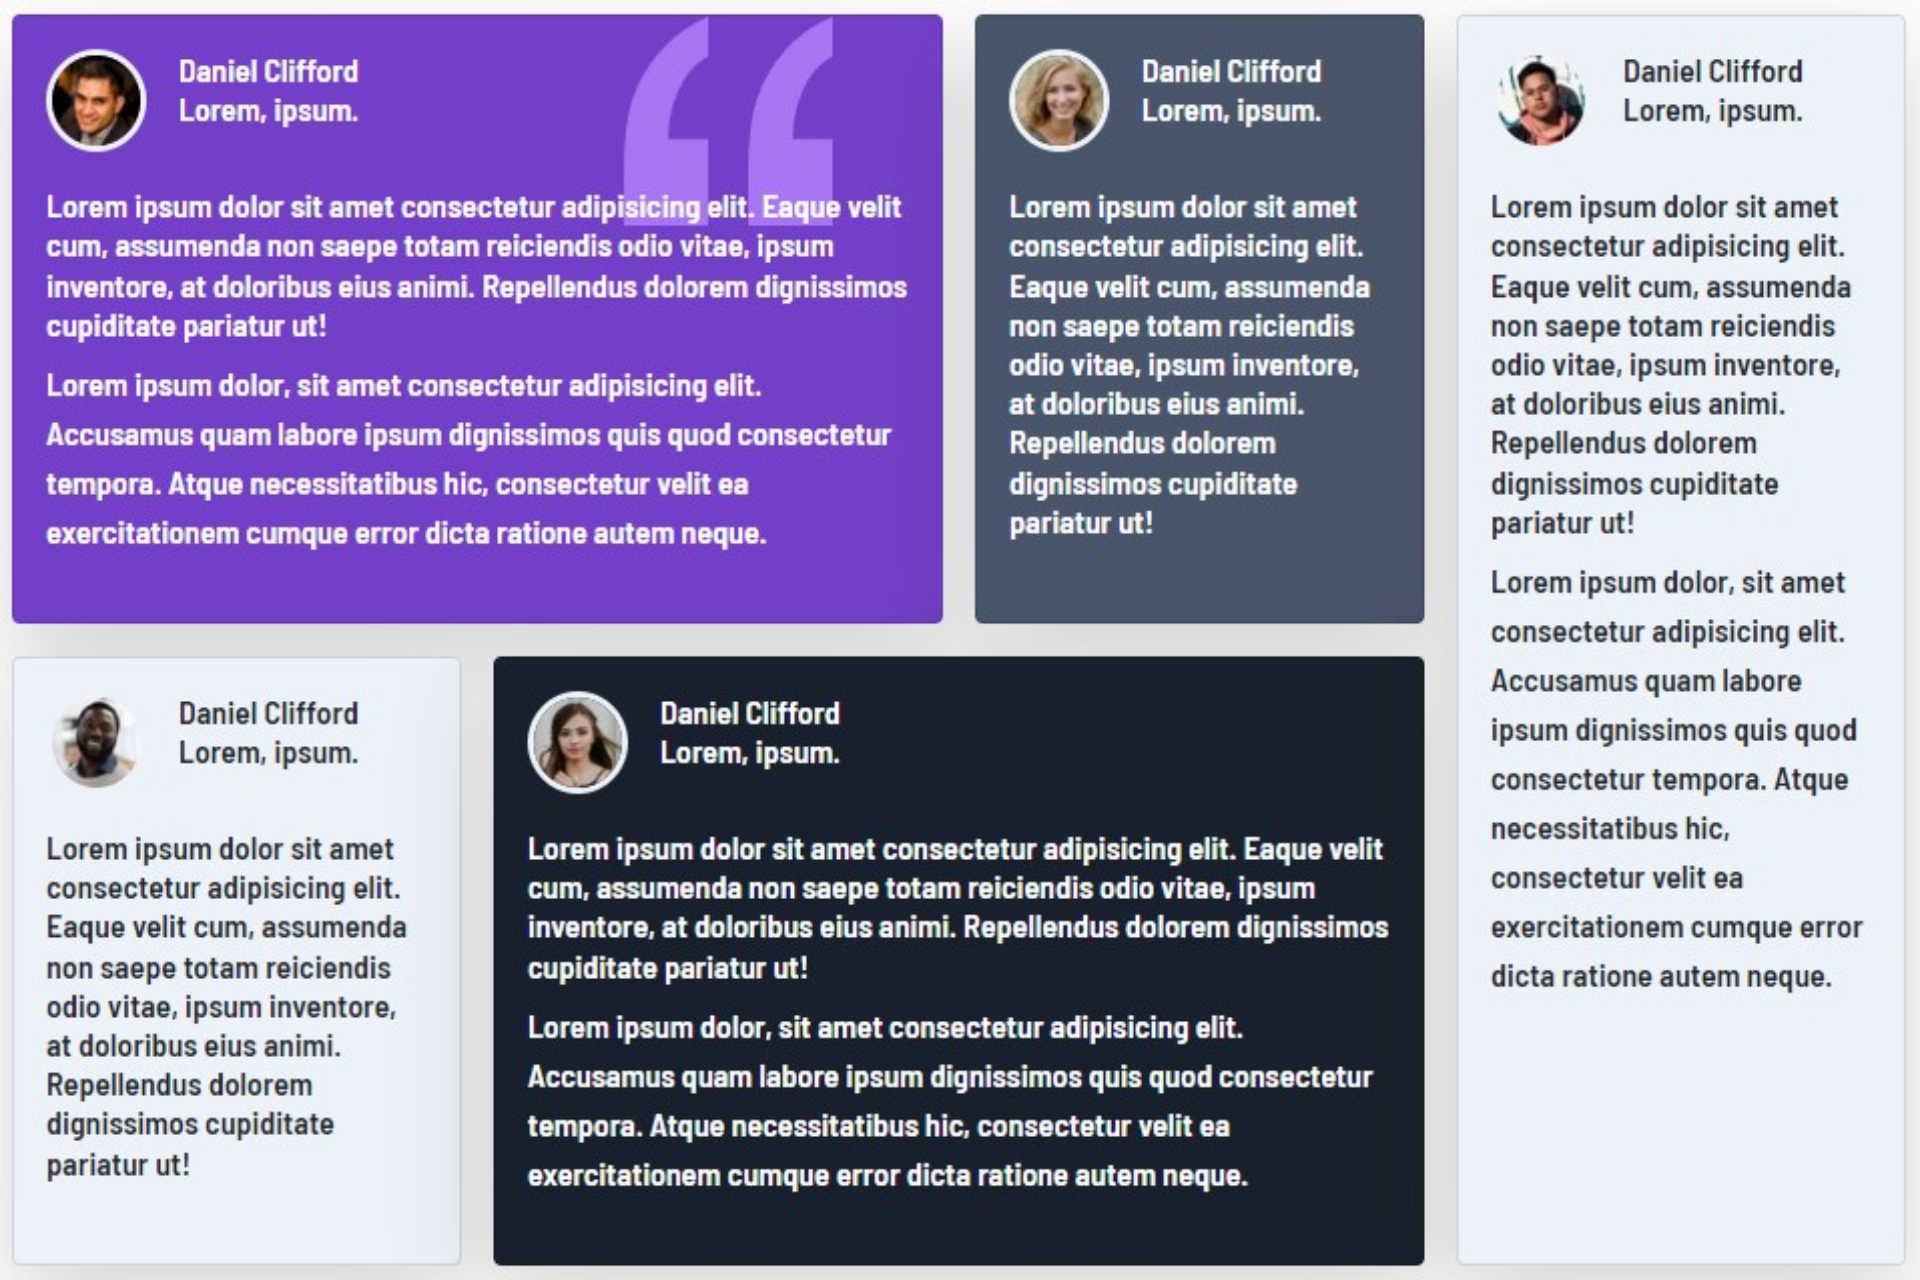 Daniel Clifford
Lorem, ipsum.
Lorem ipsum dolor sit amet consectetur adipisicing elit. Eaque velit
cum, assumenda non saepe totam reiciendis odio vitae, ipsum
inventore, at doloribus eius animi. Repellendus dolorem dignissimos
cupiditate pariatur ut!
Lorem ipsum dolor, sit amet consectetur adipisicing elit.
Accusamus quam labore ipsum dignissimos quis quod consectetur
tempora. Atque necessitatibus hic, consectetur velit ea
exercitationem cumque error dicta ratione autem neque.
Daniel Clifford
Lorem, ipsum.
Lorem ipsum dolor sit amet
consectetur adipisicing elit.
Eaque velit cum, assumenda
non saepe totam reiciendis
odio vitae, ipsum inventore,
at doloribus eius animi.
Repellendus dolorem
dignissimos cupiditate
pariatur ut!
Daniel Clifford
Lorem, ipsum.
Lorem ipsum dolor sit amet
consectetur adipisicing elit.
Eaque velit cum, assumenda
non saepe totam reiciendis
odio vitae, ipsum inventore,
at doloribus eius animi.
Repellendus dolorem
dignissimos cupiditate
pariatur ut!
Lorem ipsum dolor, sit amet
consectetur adipisicing elit.
Accusamus quam labore
ipsum dignissimos quis quod
consectetur tempora. Atque
necessitatibus hic,
consectetur velit ea
exercitationem cumque error
dicta ratione autem neque.
Daniel Clifford
Lorem, ipsum.
Lorem ipsum dolor sit amet
consectetur adipisicing elit.
Eaque velit cum, assumenda
non saepe totam reiciendis
odio vitae, ipsum inventore,
at doloribus eius animi.
Repellendus dolorem
dignissimos cupiditate
pariatur ut!
Daniel Clifford
Lorem, ipsum.
Lorem ipsum dolor sit amet consectetur adipisicing elit. Eaque velit
cum, assumenda non saepe totam reiciendis odio vitae, ipsum
inventore, at doloribus eius animi. Repellendus dolorem dignissimos
cupiditate pariatur ut!
Lorem ipsum dolor, sit amet consectetur adipisicing elit.
Accusamus quam labore ipsum dignissimos quis quod consectetur
tempora. Atque necessitatibus hic, consectetur velit ea
exercitationem cumque error dicta ratione autem neque.